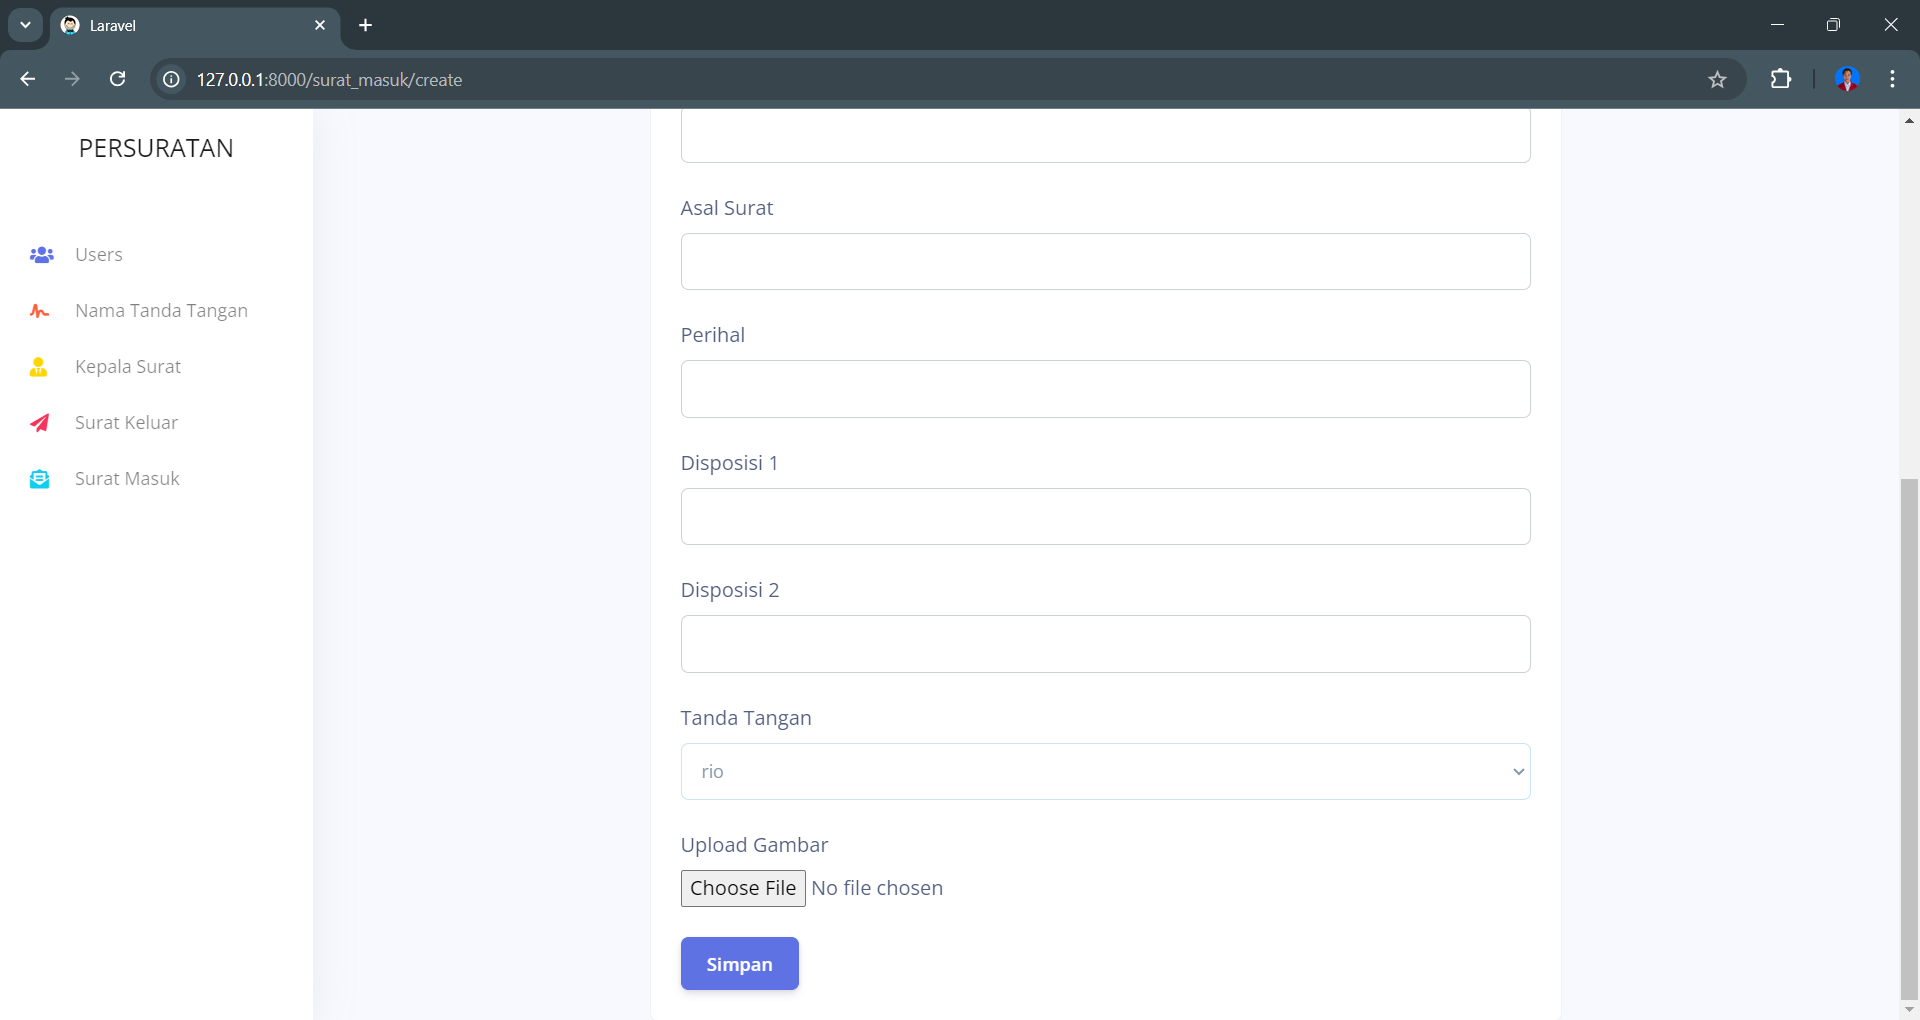 Laravel
127.0.0.1:8000/surat_masuk/create
PERSURATAN
Users
Nama Tanda Tangan
Kepala Surat
Surat Keluar
Surat Masuk
Asal Surat
Perihal
Disposisi 1
Disposisi 2
Tanda Tangan
rio
Upload Gambar
Choose File No file chosen
Simpan